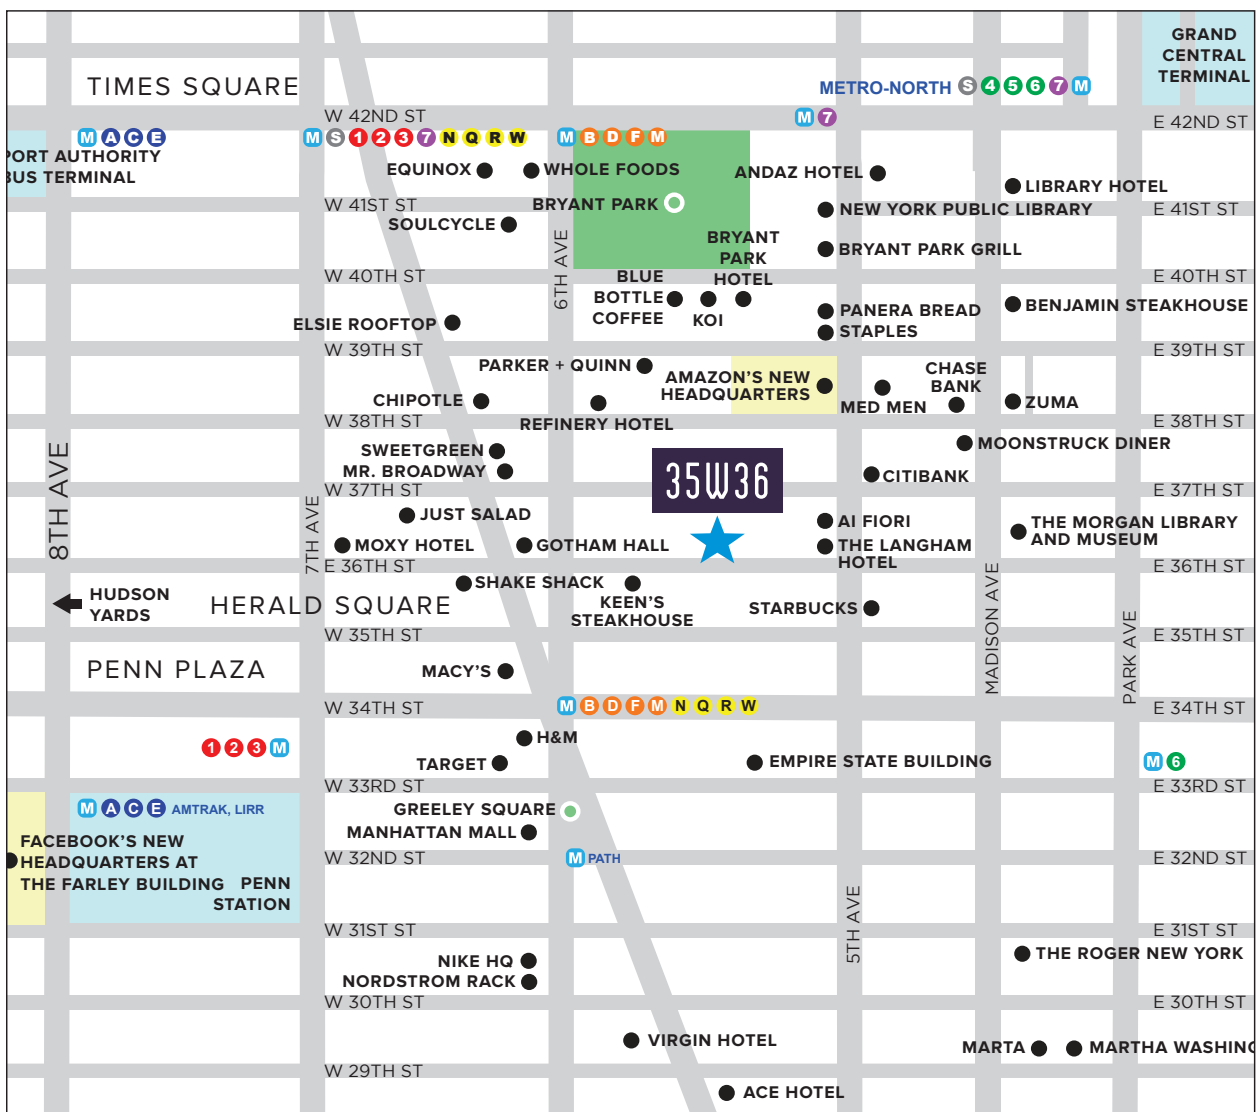 GRAND
CENTRAL
TERMINAL
TIMES SQUARE
METRO-NORTH S 4 5 6 7 M
W 42ND ST
M 7
E 42ND ST
M A C E
M S 1 2 3 7 N Q R W
M B D F M
PORT AUTHORITY
BUS TERMINAL
EQUINOX
WHOLE FOODS
ANDAZ HOTEL
LIBRARY HOTEL
W 41ST ST
BRYANT PARK
NEW YORK PUBLIC LIBRARY
E 41ST ST
SOULCYCLE
BRYANT
PARK
HOTEL
BRYANT PARK GRILL
6TH AVE
W 40TH ST
E 40TH ST
BLUE
BOTTLE
COFFEE
KOI
BENJAMIN STEAKHOUSE
PANERA BREAD
ELSIE ROOFTOP
STAPLES
W 39TH ST
E 39TH ST
PARKER + QUINN
AMAZON'S NEW
HEADQUARTERS
CHASE
BANK
CHIPOTLE
REFINERY HOTEL
MED MEN
ZUMA
W 38TH ST
E 38TH ST
SWEETGREEN
MR. BROADWAY
MOONSTRUCK DINER
35W36
CITIBANK
8TH AVE
W 37TH ST
E 37TH ST
7TH AVE
JUST SALAD
AI FIORI
THE MORGAN LIBRARY
AND MUSEUM
MOXY HOTEL
GOTHAM HALL
THE LANGHAM
HOTEL
E 36TH ST
E 36TH ST
HUDSON
YARDS
SHAKE SHACK
KEEN'S
STEAKHOUSE
HERALD SQUARE
STARBUCKS
MADISON AVE
PARK AVE
W 35TH ST
E 35TH ST
PENN PLAZA
MACY'S
W 34TH ST
M B D F M N Q R W
E 34TH ST
1 2 3 M
H&M
TARGET
EMPIRE STATE BUILDING
M 6
W 33RD ST
E 33RD ST
M A C E AMTRAK, LIRR
GREELEY SQUARE
MANHATTAN MALL
FACEBOOK'S NEW
HEADQUARTERS AT
THE FARLEY BUILDING
PENN
STATION
W 32ND ST
M PATH
E 32ND ST
5TH AVE
W 31ST ST
E 31ST ST
NIKE HQ
THE ROGER NEW YORK
NORDSTROM RACK
W 30TH ST
E 30TH ST
VIRGIN HOTEL
MARTA
MARTHA WASHING
W 29TH ST
ACE HOTEL